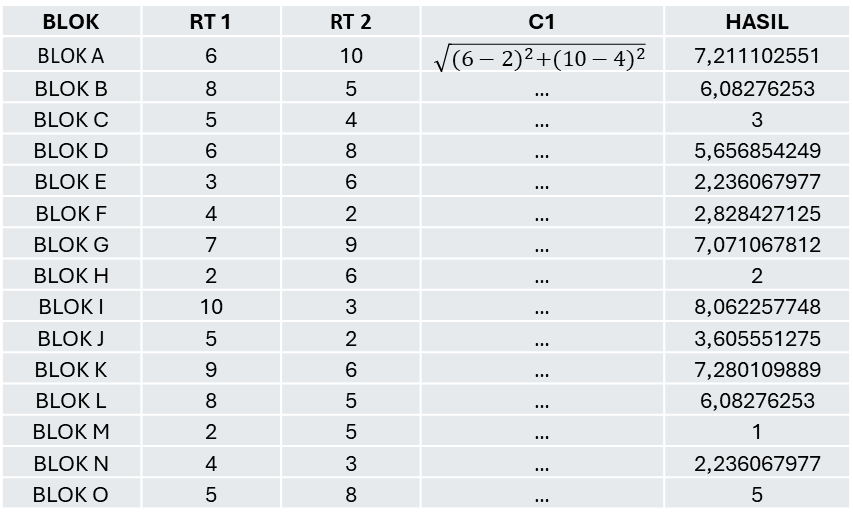 BLOK RT 1 RT 2 C1 HASIL
BLOK A 6 10 √(6 − 2)²+(10 − 4)² 7,211102551
BLOK B 8 5 ... 6,08276253
BLOK C 5 4 ... 3
BLOK D 6 8 ... 5,656854249
BLOK E 3 6 ... 2,236067977
BLOK F 4 2 ... 2,828427125
BLOK G 7 9 ... 7,071067812
BLOK H 2 6 ... 2
BLOK I 10 3 ... 8,062257748
BLOK J 5 2 ... 3,605551275
BLOK K 9 6 ... 7,280109889
BLOK L 8 5 ... 6,08276253
BLOK M 2 5 ... 1
BLOK N 4 3 ... 2,236067977
BLOK O 5 8 ... 5